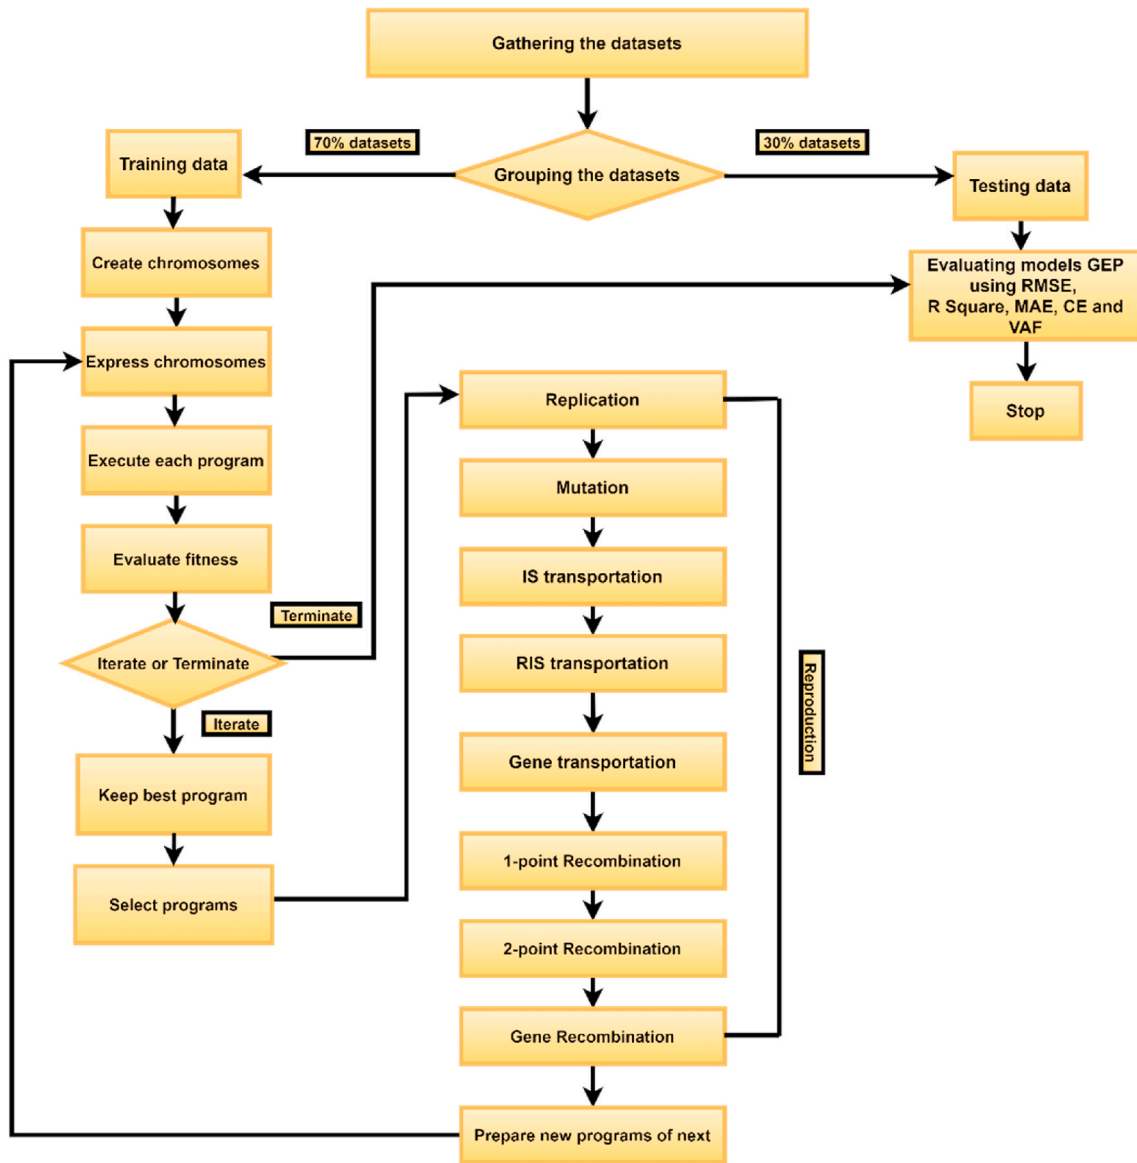 Gathering the datasets
70% datasets
30% datasets
Grouping the datasets
Training data
Testing data
Create chromosomes
Evaluating models GEP
using RMSE,
R Square, MAE, CE and
VAF
Express chromosomes
Stop
Replication
Execute each program
Mutation
Evaluate fitness
IS transportation
Terminate
Iterate or Terminate
RIS transportation
Reproduction
Iterate
Gene transportation
Keep best program
1-point Recombination
Select programs
2-point Recombination
Gene Recombination
Prepare new programs of next